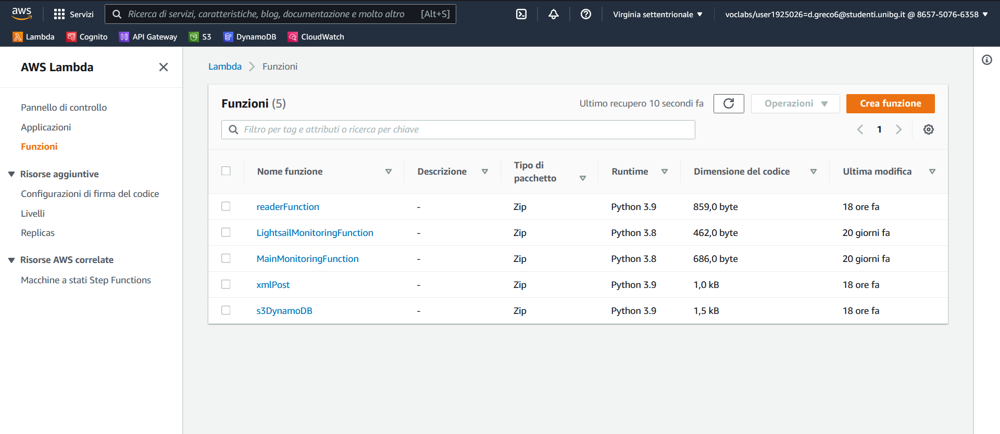 aws
Servizi
Ricerca di servizi, caratteristiche, blog, documentazione e molto altro [Alt+S]
Virginia settentrionale
voclabs/user1925026=d.greco6@studenti.unibg.it @ 8657-5076-6358
Lambda Cognito API Gateway S3 DynamoDB CloudWatch
AWS Lambda
Pannello di controllo
Applicazioni
Funzioni
Risorse aggiuntive
Configurazioni di firma del codice
Livelli
Replicas
Risorse AWS correlate
Macchine a stati Step Functions
Lambda Funzioni
Funzioni (5)
Ultimo recupero 10 secondi fa
Operazioni
Crea funzione
Filtro per tag e attributi o ricerca per chiave
1
Nome funzione Descrizione Tipo di pacchetto Runtime Dimensione del codice Ultima modifica
readerFunction - Zip Python 3.9 859,0 byte 18 ore fa
LightsailMonitoringFunction - Zip Python 3.8 462,0 byte 20 giorni fa
MainMonitoringFunction - Zip Python 3.8 686,0 byte 20 giorni fa
xmlPost - Zip Python 3.9 1,0 kB 18 ore fa
s3DynamoDB - Zip Python 3.9 1,5 kB 18 ore fa